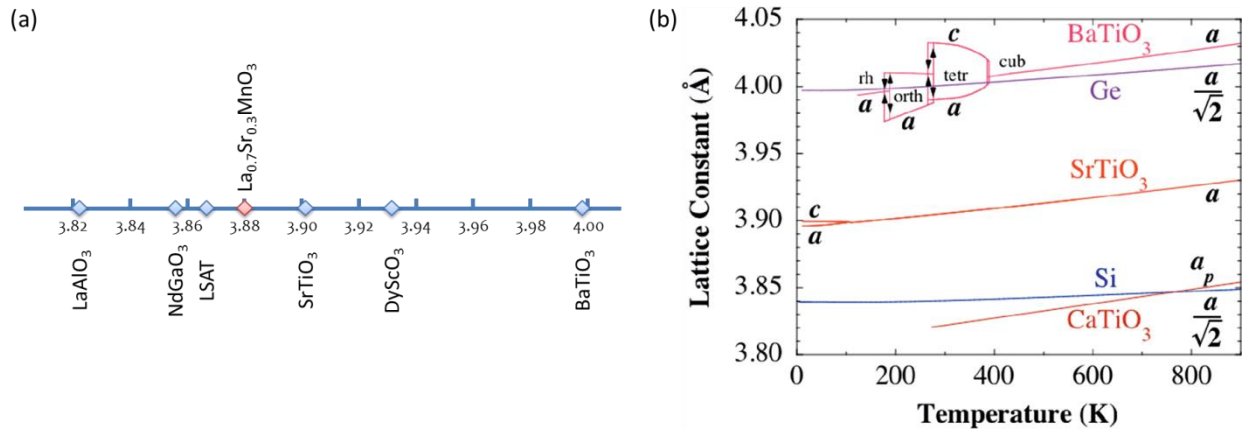 (a)
La0.7Sr0.3MnO3
3.82 3.84 3.86 3.88 3.90 3.92 3.94 3.96 3.98 4.00
LaAlO3
NdGaO3
LSAT
SrTiO3
DyScO3
BaTiO3
(b)
Lattice Constant (Å)
4.05
4.00
3.95
3.90
3.85
3.80
c
BaTiO3
a
rh
tetr
cub
orth
a
a
a
Ge
a
√2
SrTiO3
a
c
a
Si
ap
CaTiO3
a
√2
0 200 400 600 800
Temperature (K)